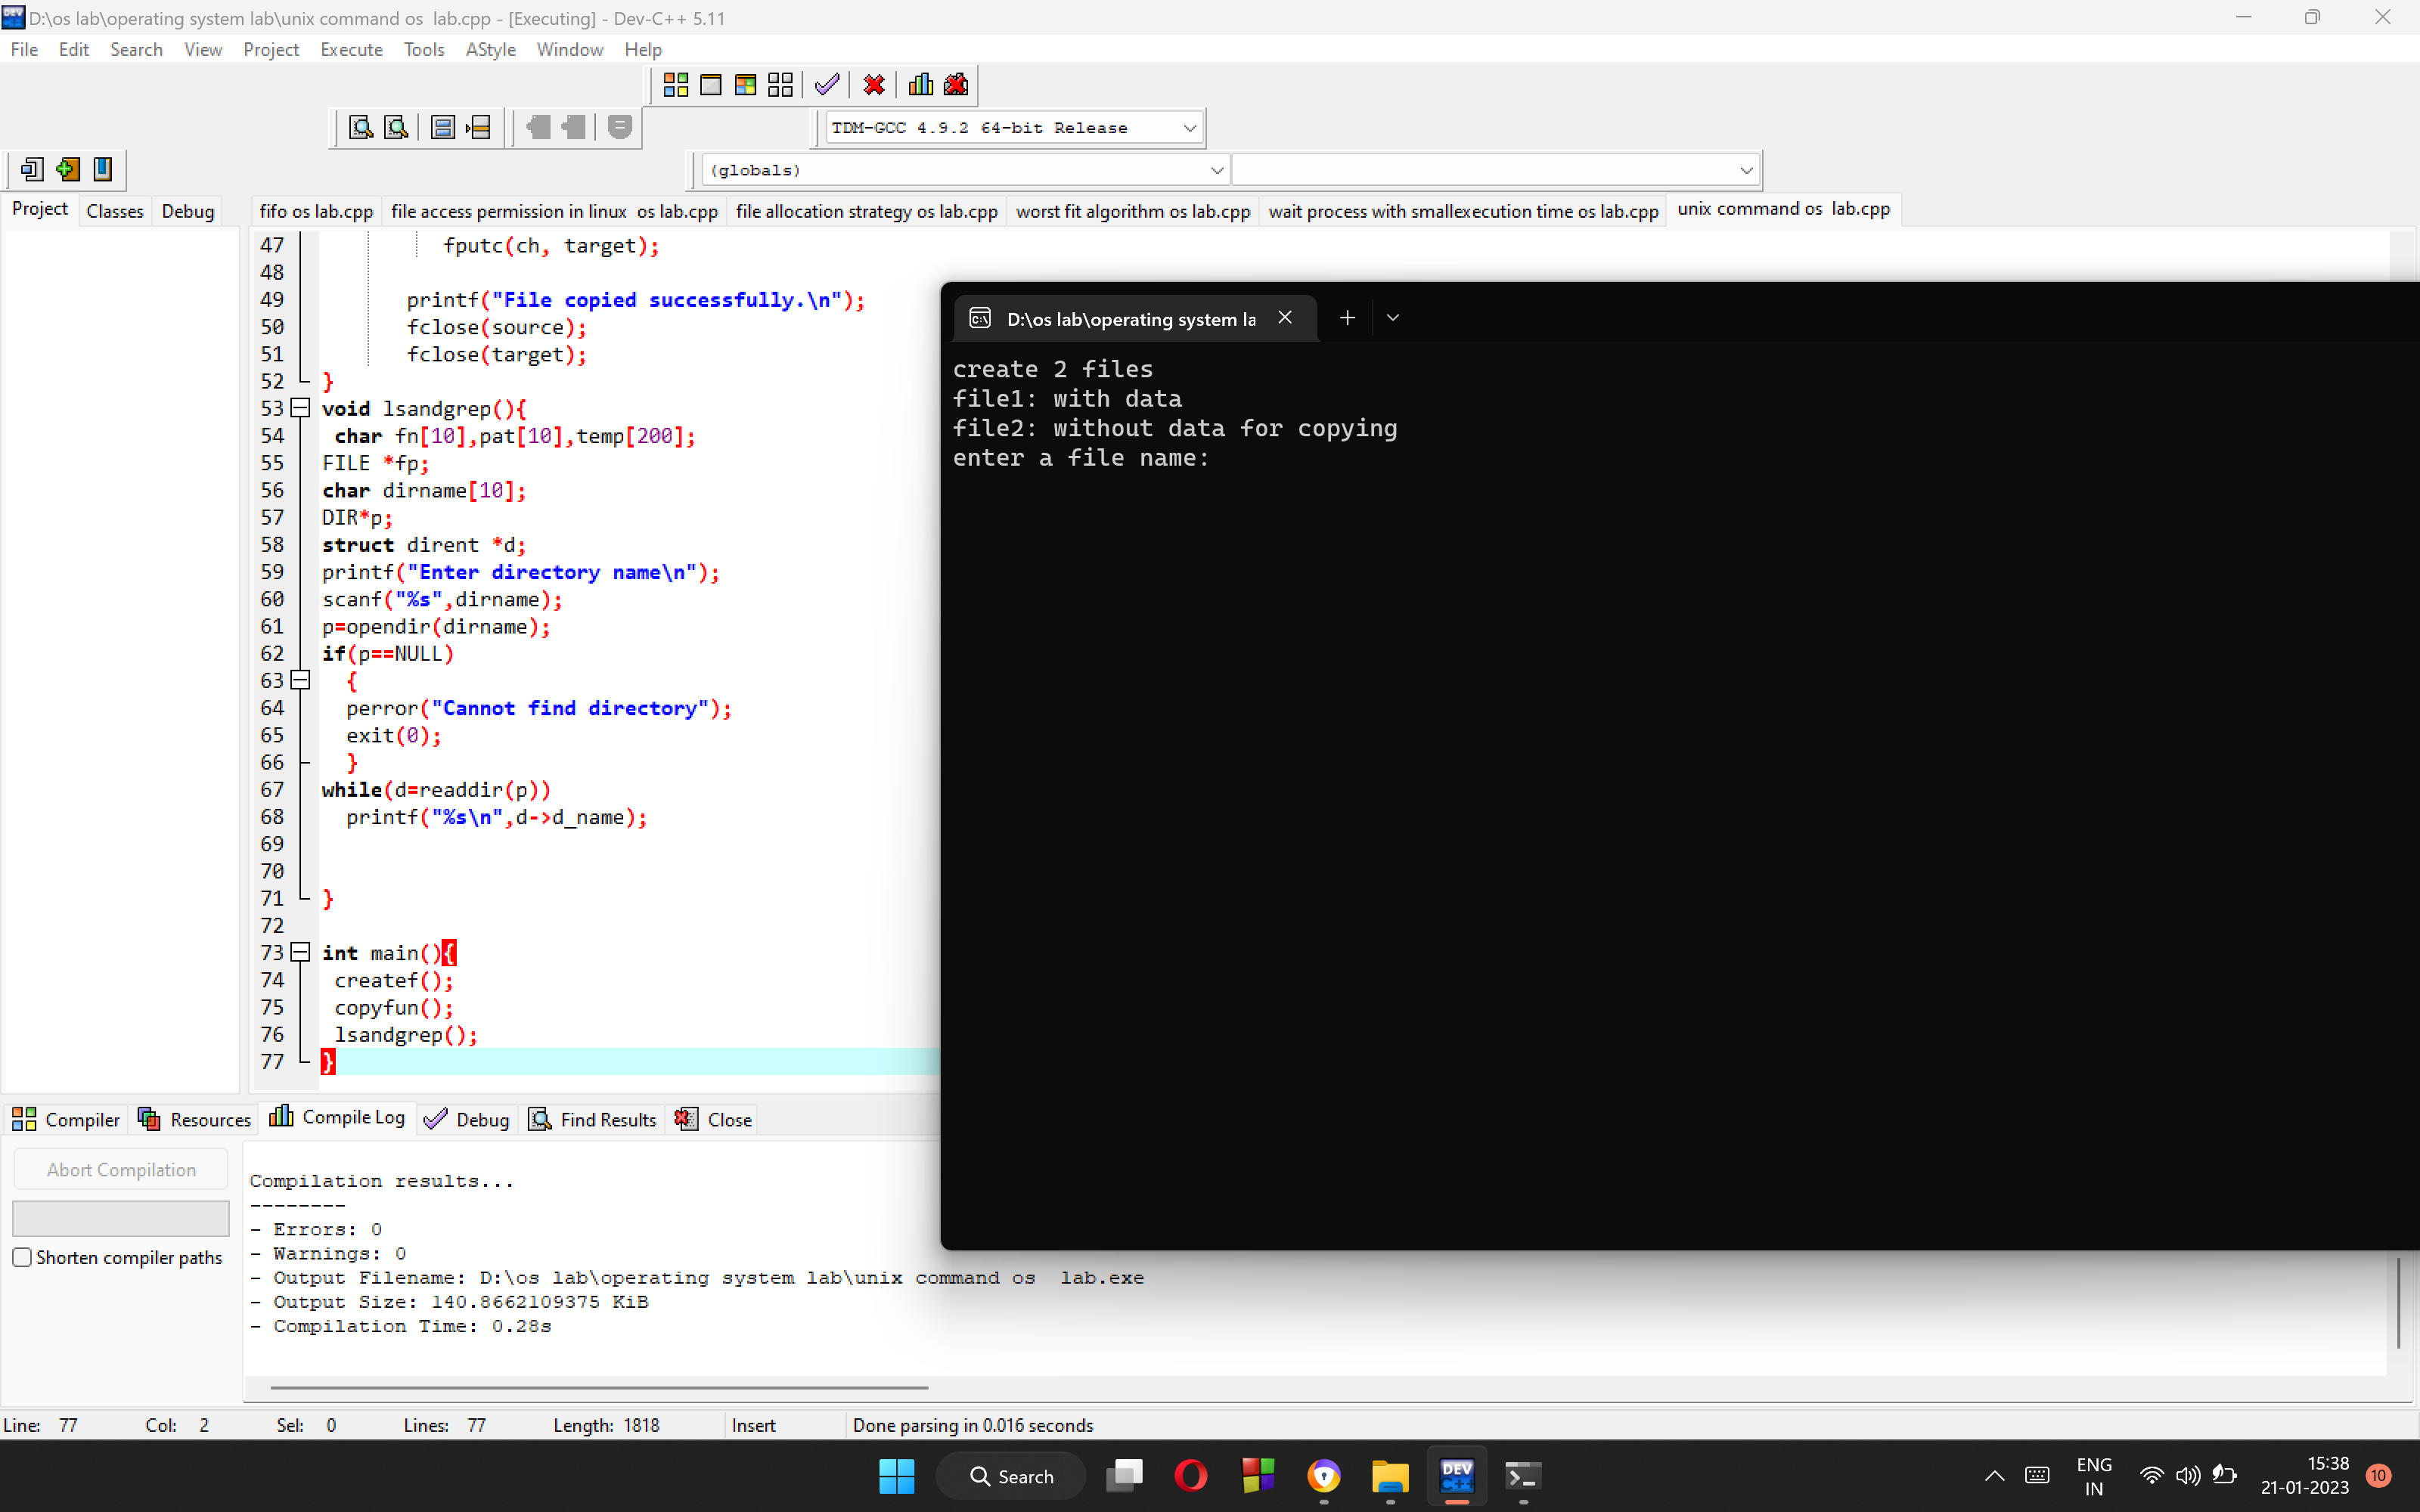 D:\os lab\operating system lab\unix command os  lab.cpp - [Executing] - Dev-C++ 5.11
File Edit Search View Project Execute Tools AStyle Window Help
TDM-GCC 4.9.2 64-bit Release
(globals)
Project Classes Debug
fifo os lab.cpp file access permission in linux  os lab.cpp file allocation strategy os lab.cpp worst fit algorithm os lab.cpp wait process with smallexecution time os lab.cpp unix command os  lab.cpp
47 fputc(ch, target);
48
49 printf("File copied successfully.\n");
50 fclose(source);
51 fclose(target);
52 }
53 void lsandgrep(){
54 char fn[10],pat[10],temp[200];
55 FILE *fp;
56 char dirname[10];
57 DIR*p;
58 struct dirent *d;
59 printf("Enter directory name\n");
60 scanf("%s",dirname);
61 p=opendir(dirname);
62 if(p==NULL)
63 {
64 perror("Cannot find directory");
65 exit(0);
66 }
67 while(d=readdir(p))
68 printf("%s\n",d->d_name);
69
70
71 }
72
73 int main(){
74 createf();
75 copyfun();
76 lsandgrep();
77 }
D:\os lab\operating system la
create 2 files
file1: with data
file2: without data for copying
enter a file name:
Compiler Resources Compile Log Debug Find Results Close
Abort Compilation
Shorten compiler paths
Compilation results...
--------
- Errors: 0
- Warnings: 0
- Output Filename: D:\os lab\operating system lab\unix command os  lab.exe
- Output Size: 140.8662109375 KiB
- Compilation Time: 0.28s
Line: 77 Col: 2 Sel: 0 Lines: 77 Length: 1818 Insert Done parsing in 0.016 seconds
Search
DEV C++
ENG
IN
15:38
21-01-2023
10